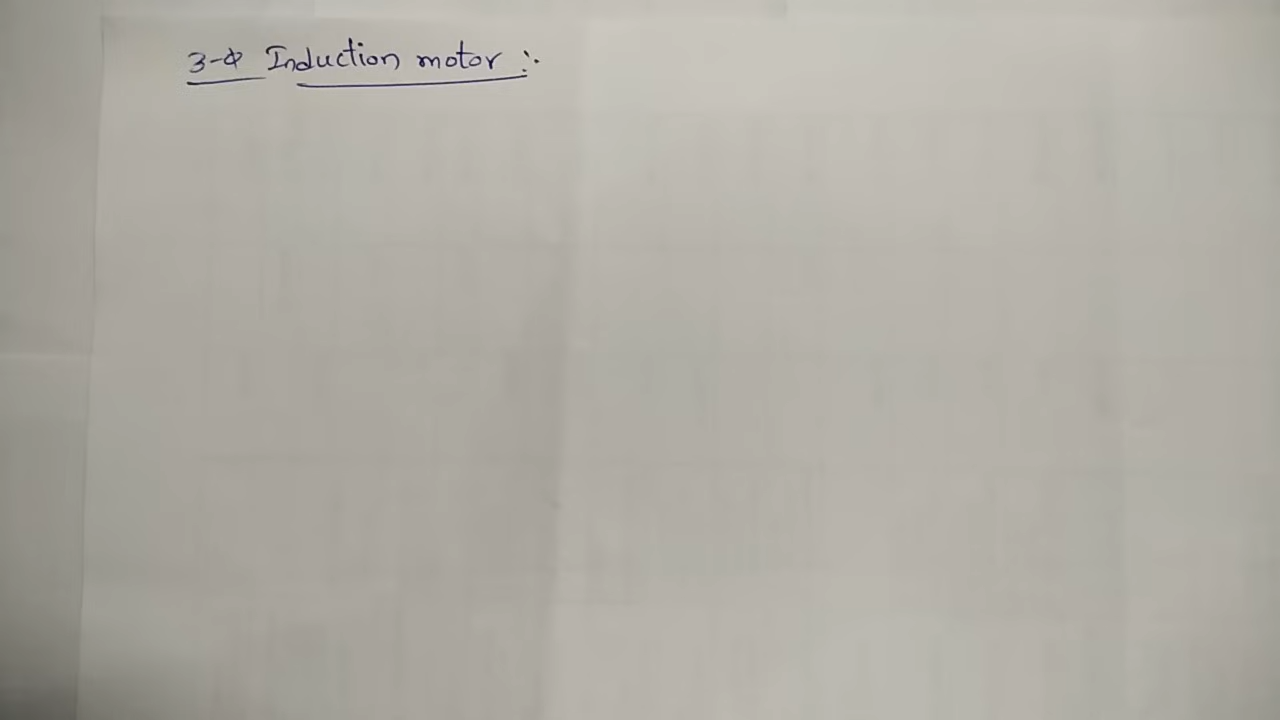 3-Φ Induction motor :-